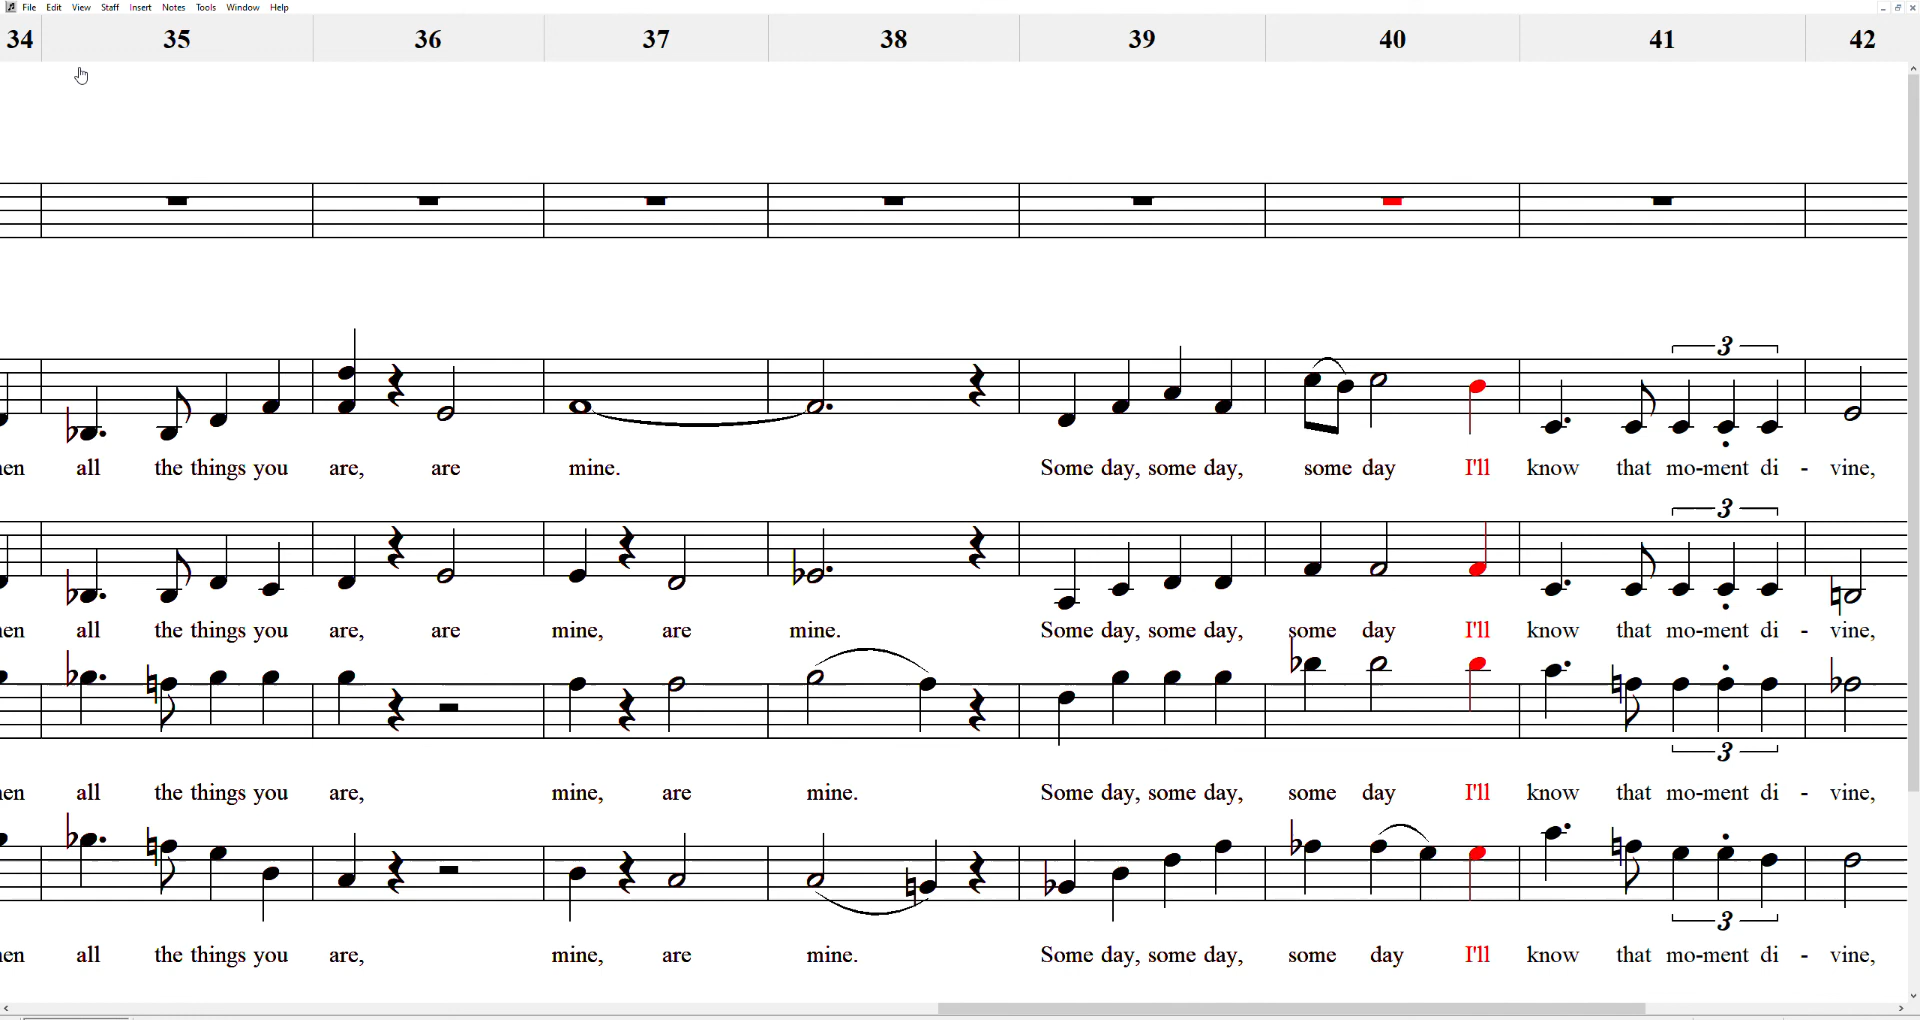 File Edit View Staff Insert Notes Tools Window Help
34 35 36 37 38 39 40 41 42
3
en all the things you are, are mine. Some day, some day, some day I'll know that mo-ment di - vine,
3
en all the things you are, are mine, are mine. Some day, some day, some day I'll know that mo-ment di - vine,
3
en all the things you are, mine, are mine. Some day, some day, some day I'll know that mo-ment di - vine,
3
en all the things you are, mine, are mine. Some day, some day, some day I'll know that mo-ment di - vine,